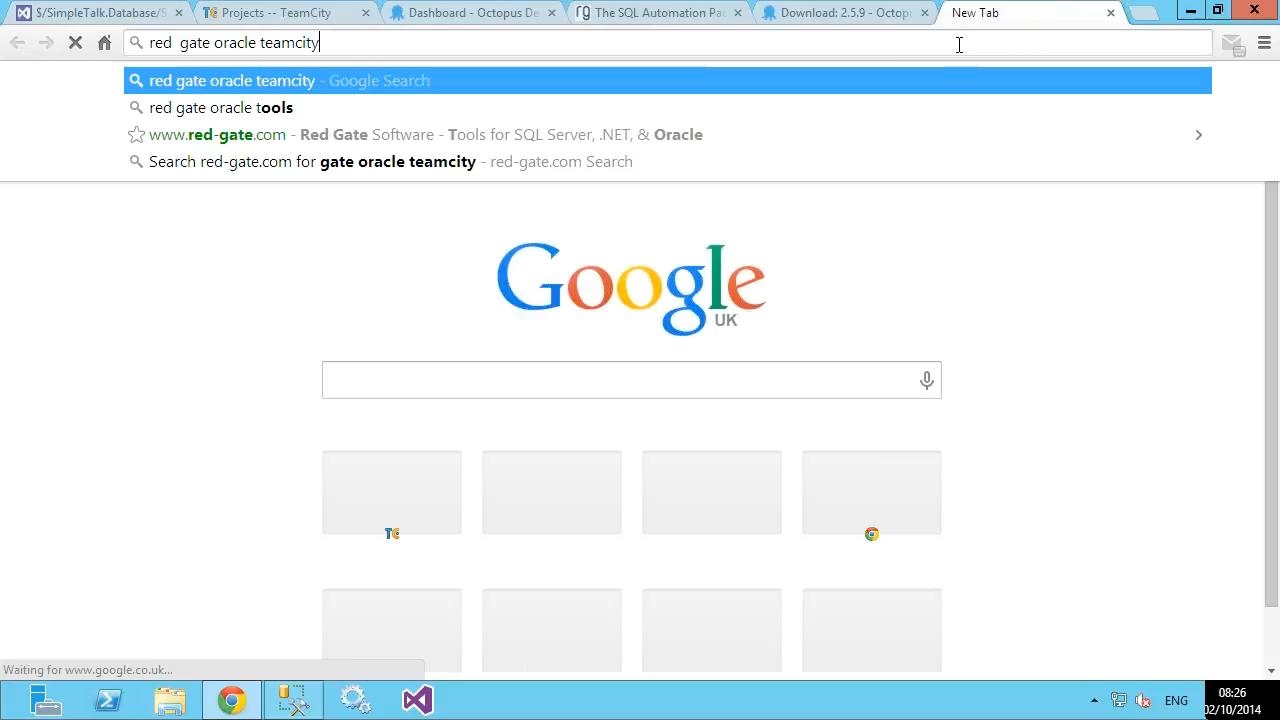 $/SimpleTalk.Database/S
Projects -- TeamCity
Dashboard - Octopus De
The SQL Automation Pac
Download: 2.5.9 - Octop
New Tab
red  gate oracle teamcity
red gate oracle teamcity - Google Search
red gate oracle tools
www.red-gate.com - Red Gate Software - Tools for SQL Server, .NET, & Oracle
Search red-gate.com for gate oracle teamcity - red-gate.com Search
Google
UK
TC
Waiting for www.google.co.uk...
ENG
08:26
02/10/2014